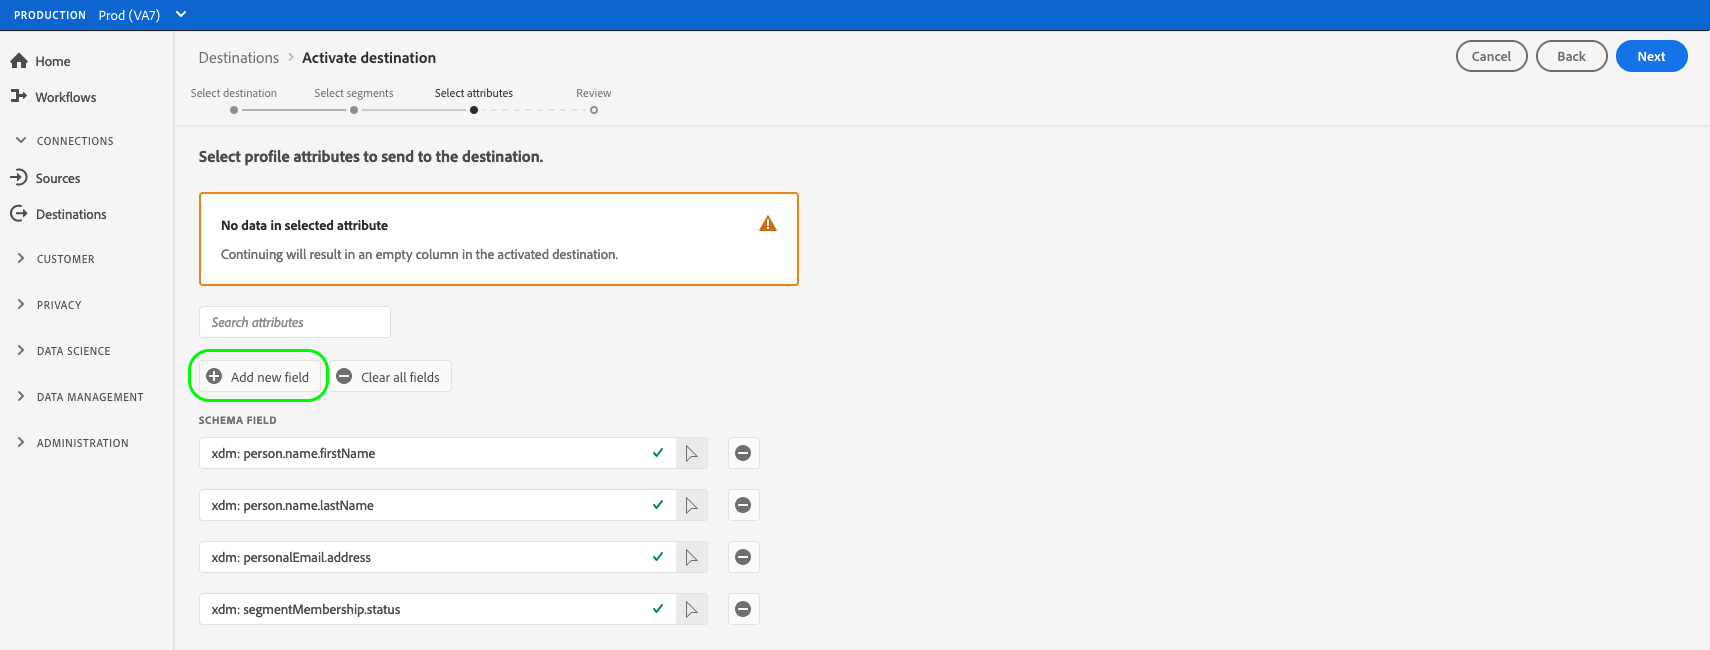 PRODUCTION Prod (VA7)
Home
Workflows
CONNECTIONS
Sources
Destinations
CUSTOMER
PRIVACY
DATA SCIENCE
DATA MANAGEMENT
ADMINISTRATION
Destinations > Activate destination
Cancel
Back
Next
Select destination
Select segments
Select attributes
Review
Select profile attributes to send to the destination.
No data in selected attribute
Continuing will result in an empty column in the activated destination.
Search attributes
Add new field
Clear all fields
SCHEMA FIELD
xdm: person.name.firstName
xdm: person.name.lastName
xdm: personalEmail.address
xdm: segmentMembership.status